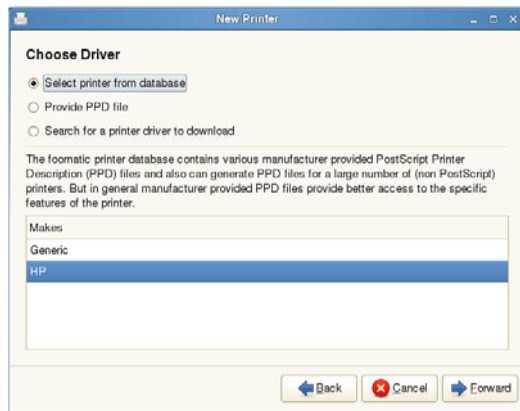 New Printer
Choose Driver
Select printer from database
Provide PPD file
Search for a printer driver to download
The foomatic printer database contains various manufacturer provided PostScript Printer
Description (PPD) files and also can generate PPD files for a large number of (non PostScript)
printers. But in general manufacturer provided PPD files provide better access to the specific
features of the printer.
Makes
Generic
HP
Back Cancel Forward